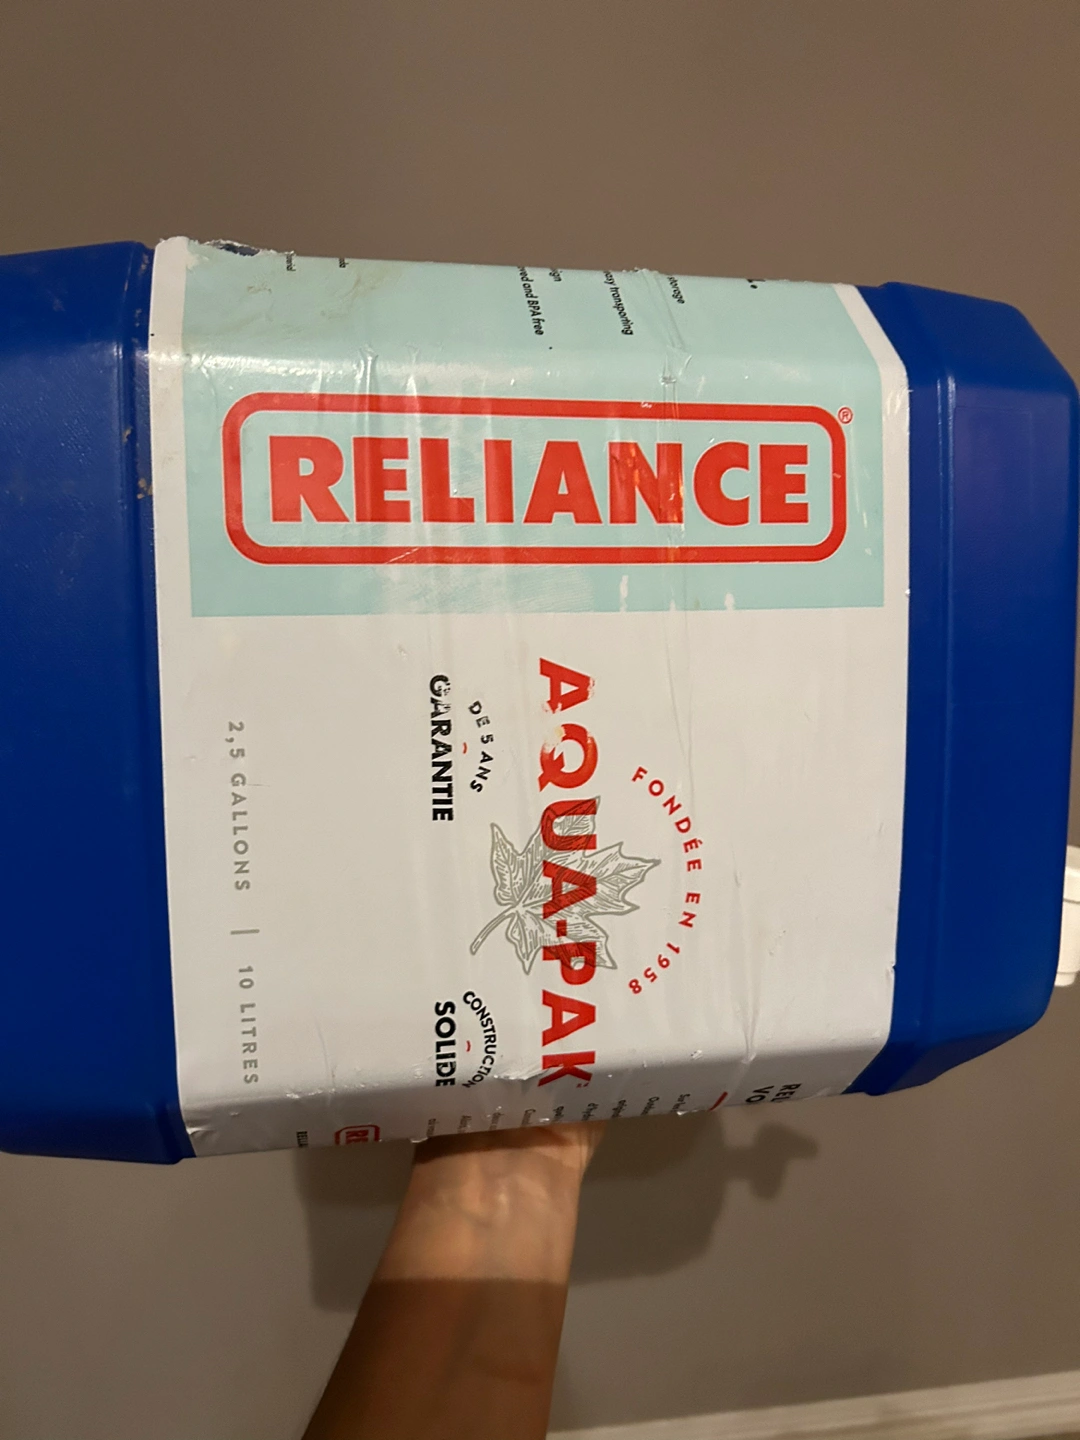 RELIANCE®
FONDÉE EN 1958
AQUA-PAK
DE 5 ANS
GARANTIE
CONSTRUCTION
SOLIDE
2,5 GALLONS | 10 LITRES
storage
easy transporting
and BPA free